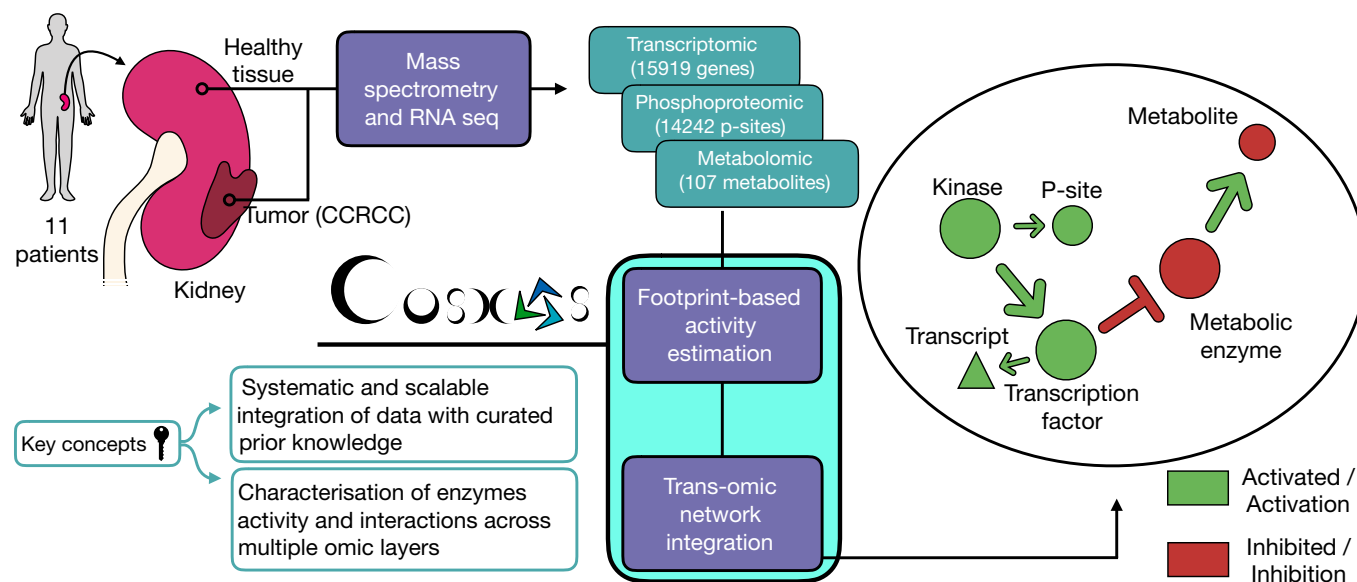 Healthy
tissue
Mass
spectrometry
and RNA seq
Transcriptomic
(15919 genes)
Phosphoproteomic
(14242 p-sites)
Metabolomic
(107 metabolites)
11
patients
Tumor (CCRCC)
Kidney
Cosmos
Footprint-based
activity
estimation
Trans-omic
network
integration
Key concepts
Systematic and scalable
integration of data with curated
prior knowledge
Characterisation of enzymes
activity and interactions across
multiple omic layers
Metabolite
Kinase
P-site
Transcript
Transcription
factor
Metabolic
enzyme
Activated /
Activation
Inhibited /
Inhibition